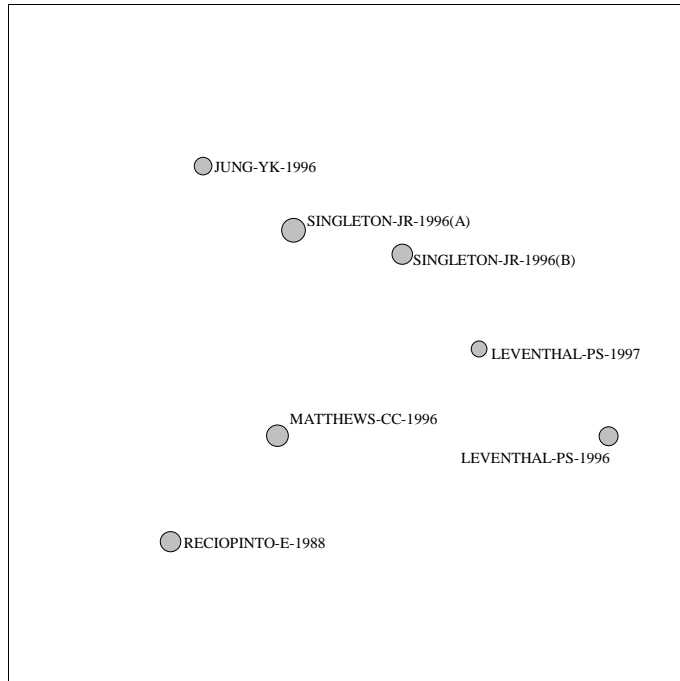 JUNG-YK-1996
SINGLETON-JR-1996(A)
SINGLETON-JR-1996(B)
LEVENTHAL-PS-1997
MATTHEWS-CC-1996
LEVENTHAL-PS-1996
RECIOPINTO-E-1988